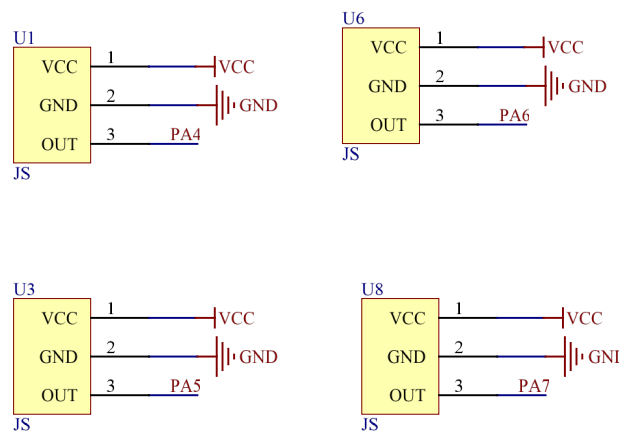 U1
VCC 1 VCC
GND 2 GND
OUT 3 PA4
JS
U6
VCC 1 VCC
GND 2 GND
OUT 3 PA6
JS
U3
VCC 1 VCC
GND 2 GND
OUT 3 PA5
JS
U8
VCC 1 VCC
GND 2 GNI
OUT 3 PA7
JS